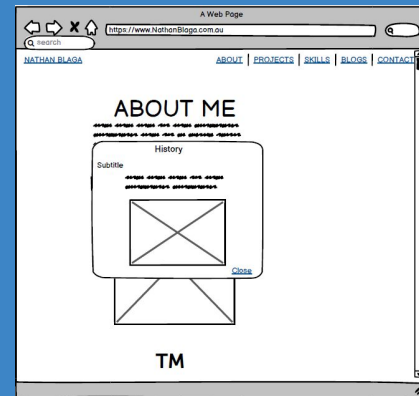 A Web Page
https://www.NathanBlaga.com.au
search
NATHAN BLAGA
ABOUT | PROJECTS | SKILLS | BLOGS | CONTACT
ABOUT ME
History
Subtitle
Close
TM